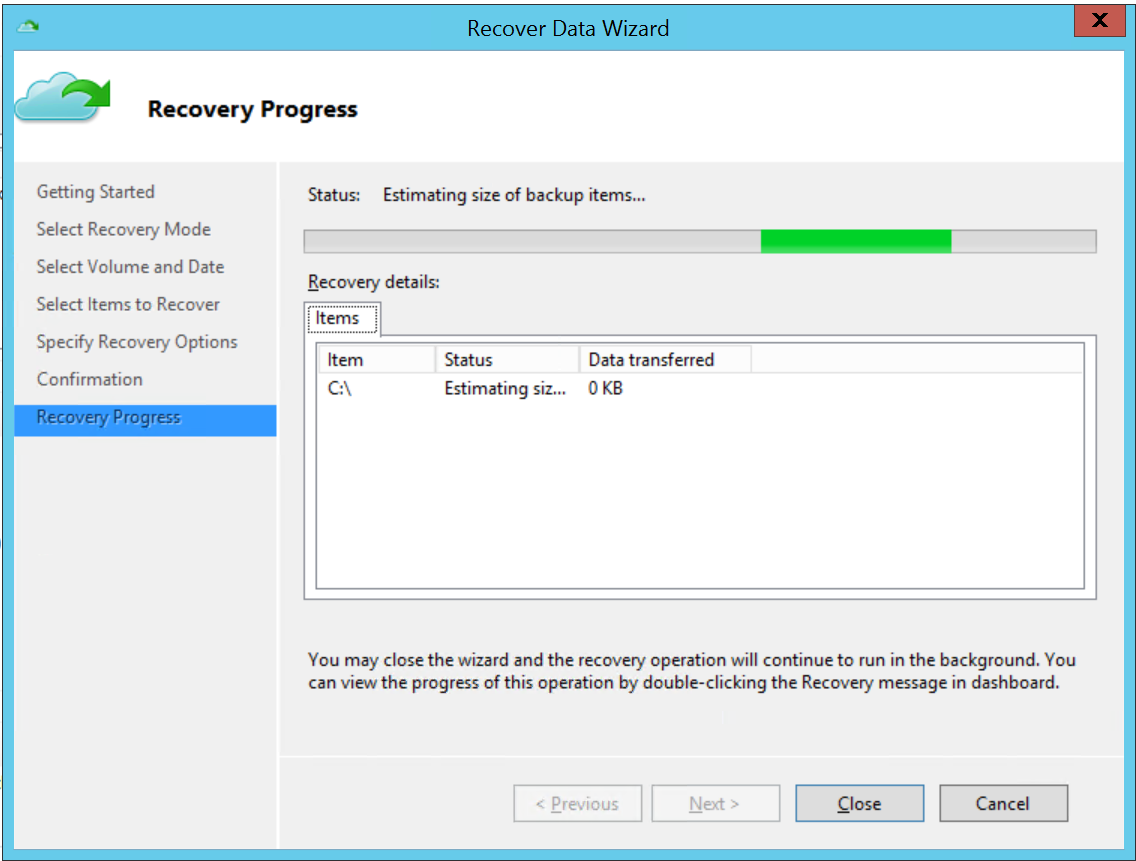 Recover Data Wizard
X
Recovery Progress
Getting Started
Select Recovery Mode
Select Volume and Date
Select Items to Recover
Specify Recovery Options
Confirmation
Recovery Progress
Status: Estimating size of backup items...
Recovery details:
Items
Item Status Data transferred
C:\ Estimating siz... 0 KB
You may close the wizard and the recovery operation will continue to run in the background. You
can view the progress of this operation by double-clicking the Recovery message in dashboard.
< Previous Next > Close Cancel